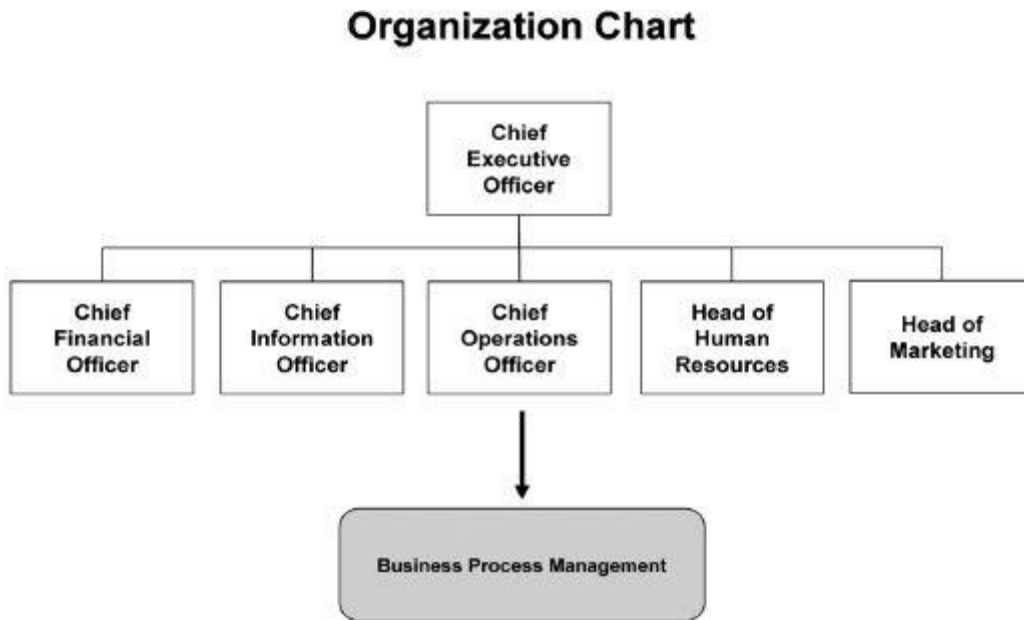 Organization Chart
Chief
Executive
Officer
Chief
Financial
Officer
Chief
Information
Officer
Chief
Operations
Officer
Head of
Human
Resources
Head of
Marketing
Business Process Management